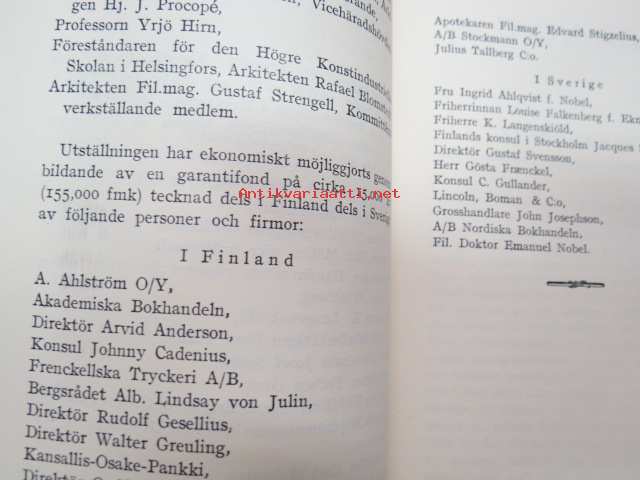 gen Hj. J. Procopé,
Professorn Yrjö Hirn,
Föreståndaren för den Högre Konstindustriella
Skolan i Helsingfors, Arkitekten Rafael
Arkitekten Fil.mag. Gustaf Strengell,
verkställande medlem.
Utställningen har ekonomiskt möjliggjorts genom
bildande av en garantifond på cirka 15,000
(155,000 fmk) tecknad dels i Finland dels i
av följande personer och firmor:
I Finland
A. Ahlström O/Y,
Akademiska Bokhandeln,
Direktör Arvid Anderson,
Konsul Johnny Cadenius,
Frenckellska Tryckeri A/B,
Bergsrådet Alb. Lindsay von Julin,
Direktör Rudolf Gesellius,
Direktör Walter Greuling,
Kansallis-Osake-Pankki,
Apotekaren Fil.mag. Edvard Stigzelius,
A/B Stockmann O/Y,
Julius Tallberg C:o.
I Sverige
Fru Ingrid Ahlqvist f. Nobel,
Friherrinnan Louise Falkenberg f.
Friherre K. Langenskiöld,
Finlands konsul i Stockholm Jacques
Direktör Gustaf Svensson,
Herr Gösta Frænckel,
Konsul C. Gullander,
Lincoln, Boman & C:o,
Grosshandlare John Josephson,
A/B Nordiska Bokhandeln,
Fil. Doktor Emanuel Nobel.
Antikvariaatti.net